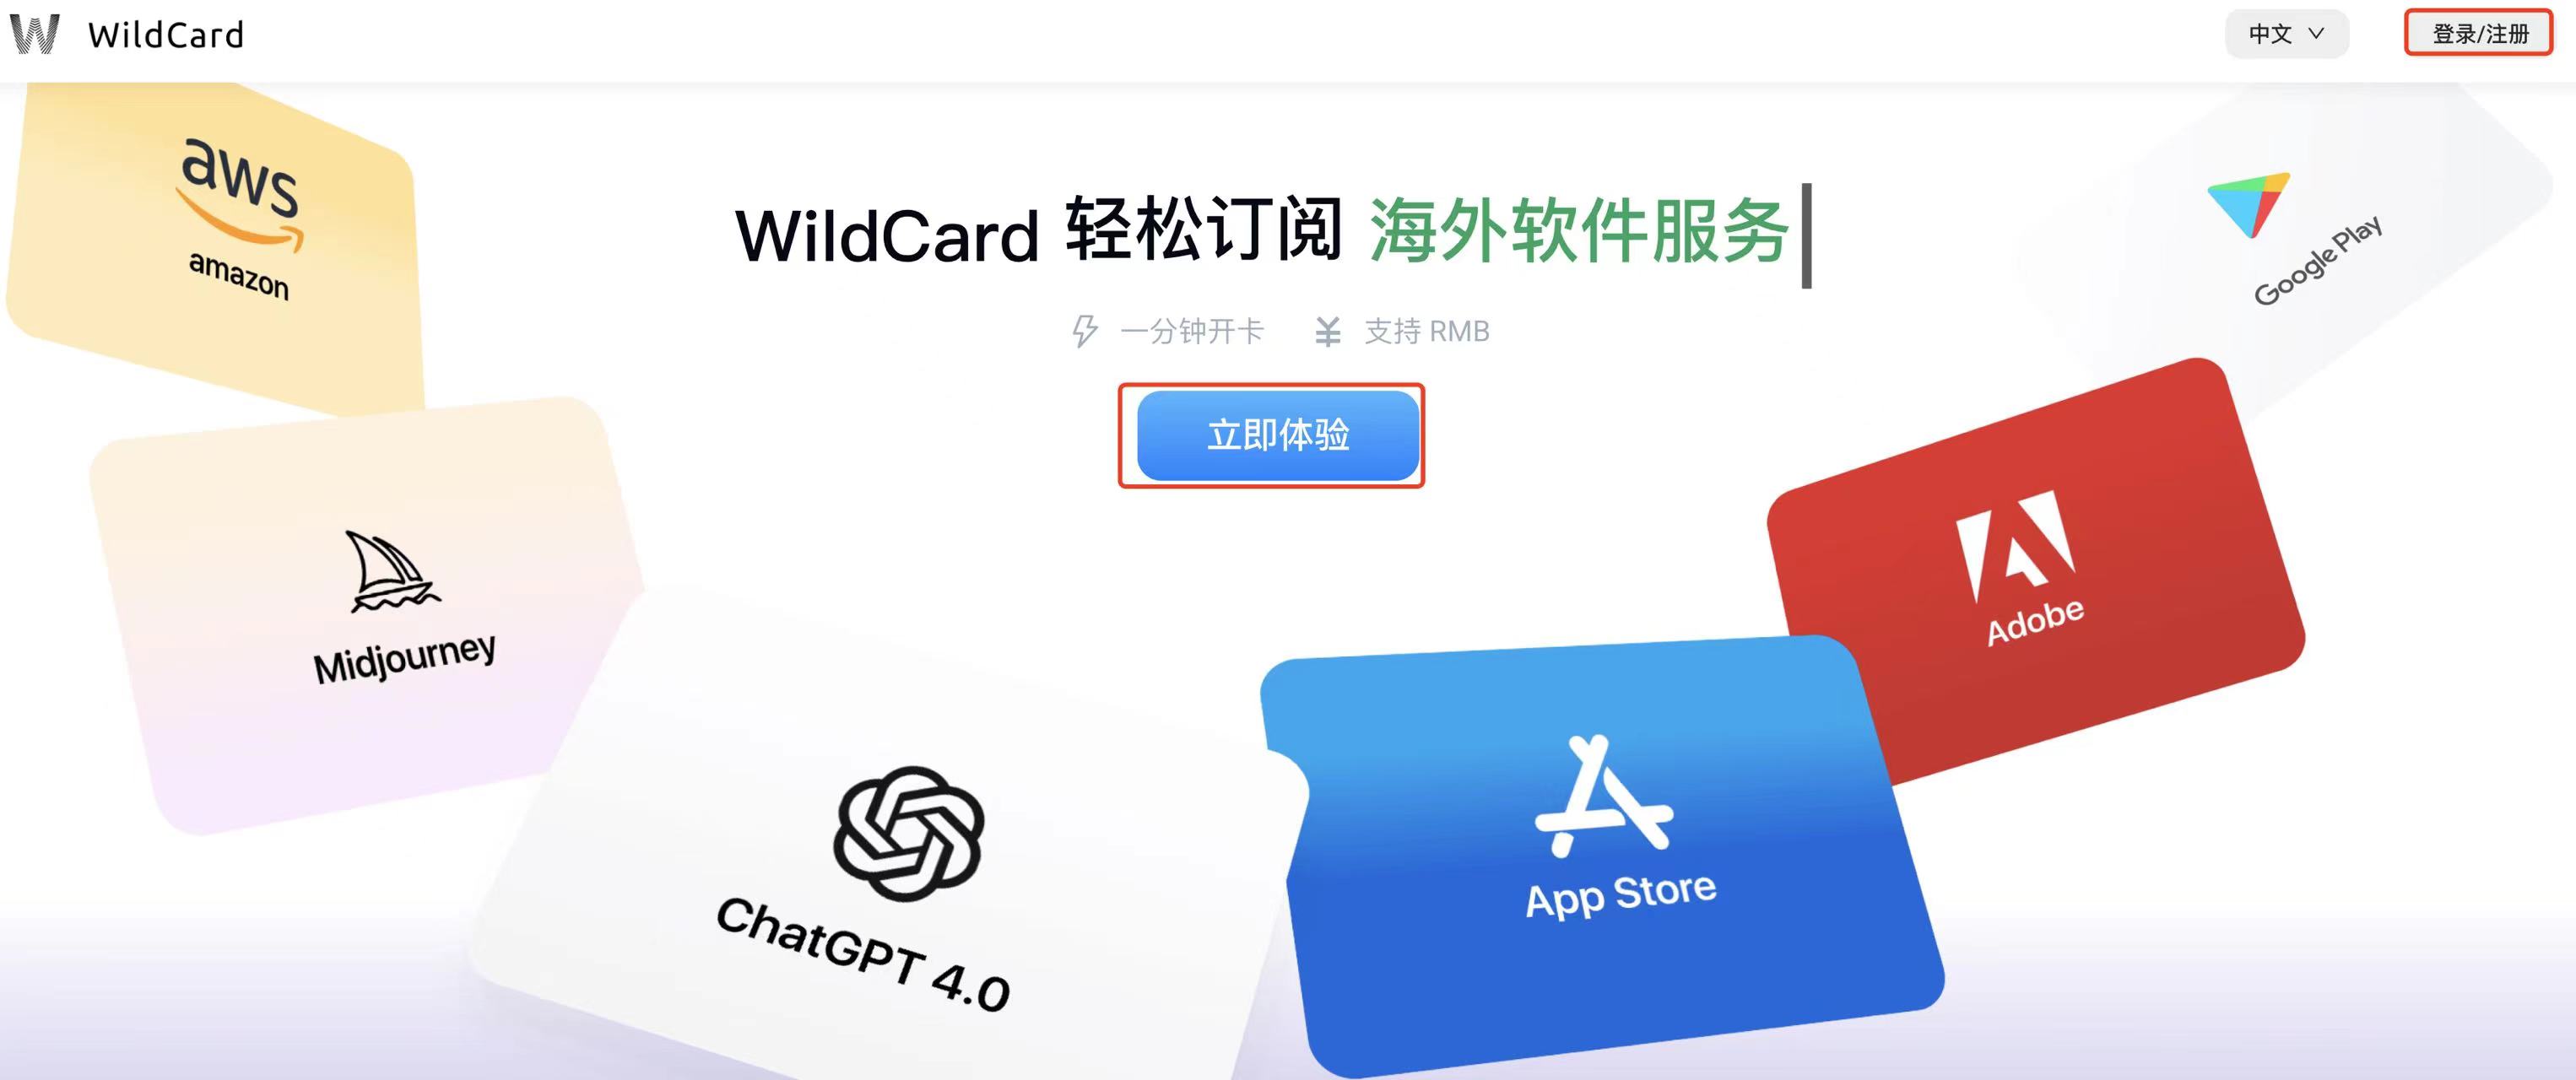 WildCard
中文
登录/注册
WildCard 轻松订阅 海外软件服务
一分钟开卡 支持 RMB
立即体验
aws
amazon
Google Play
Midjourney
Adobe
ChatGPT 4.0
App Store